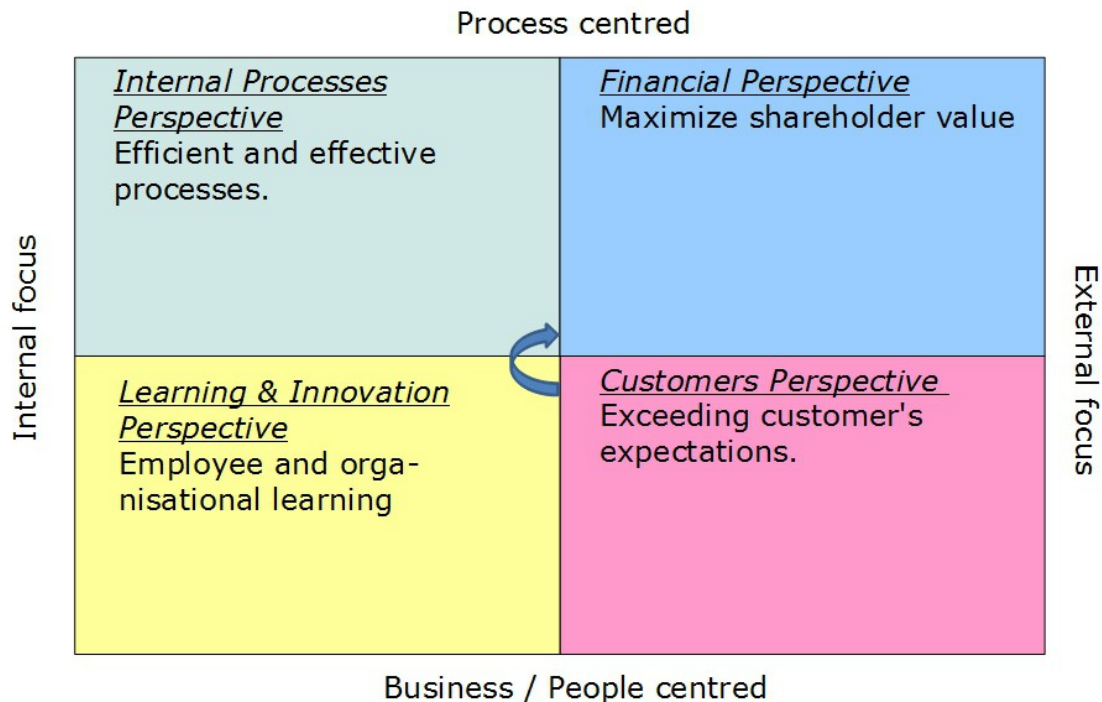 Process centred
Internal focus
Internal Processes
Perspective
Efficient and effective
processes.
Financial Perspective
Maximize shareholder value
Learning & Innovation
Perspective
Employee and orga-
nisational learning
Customers Perspective
Exceeding customer's
expectations.
External focus
Business / People centred